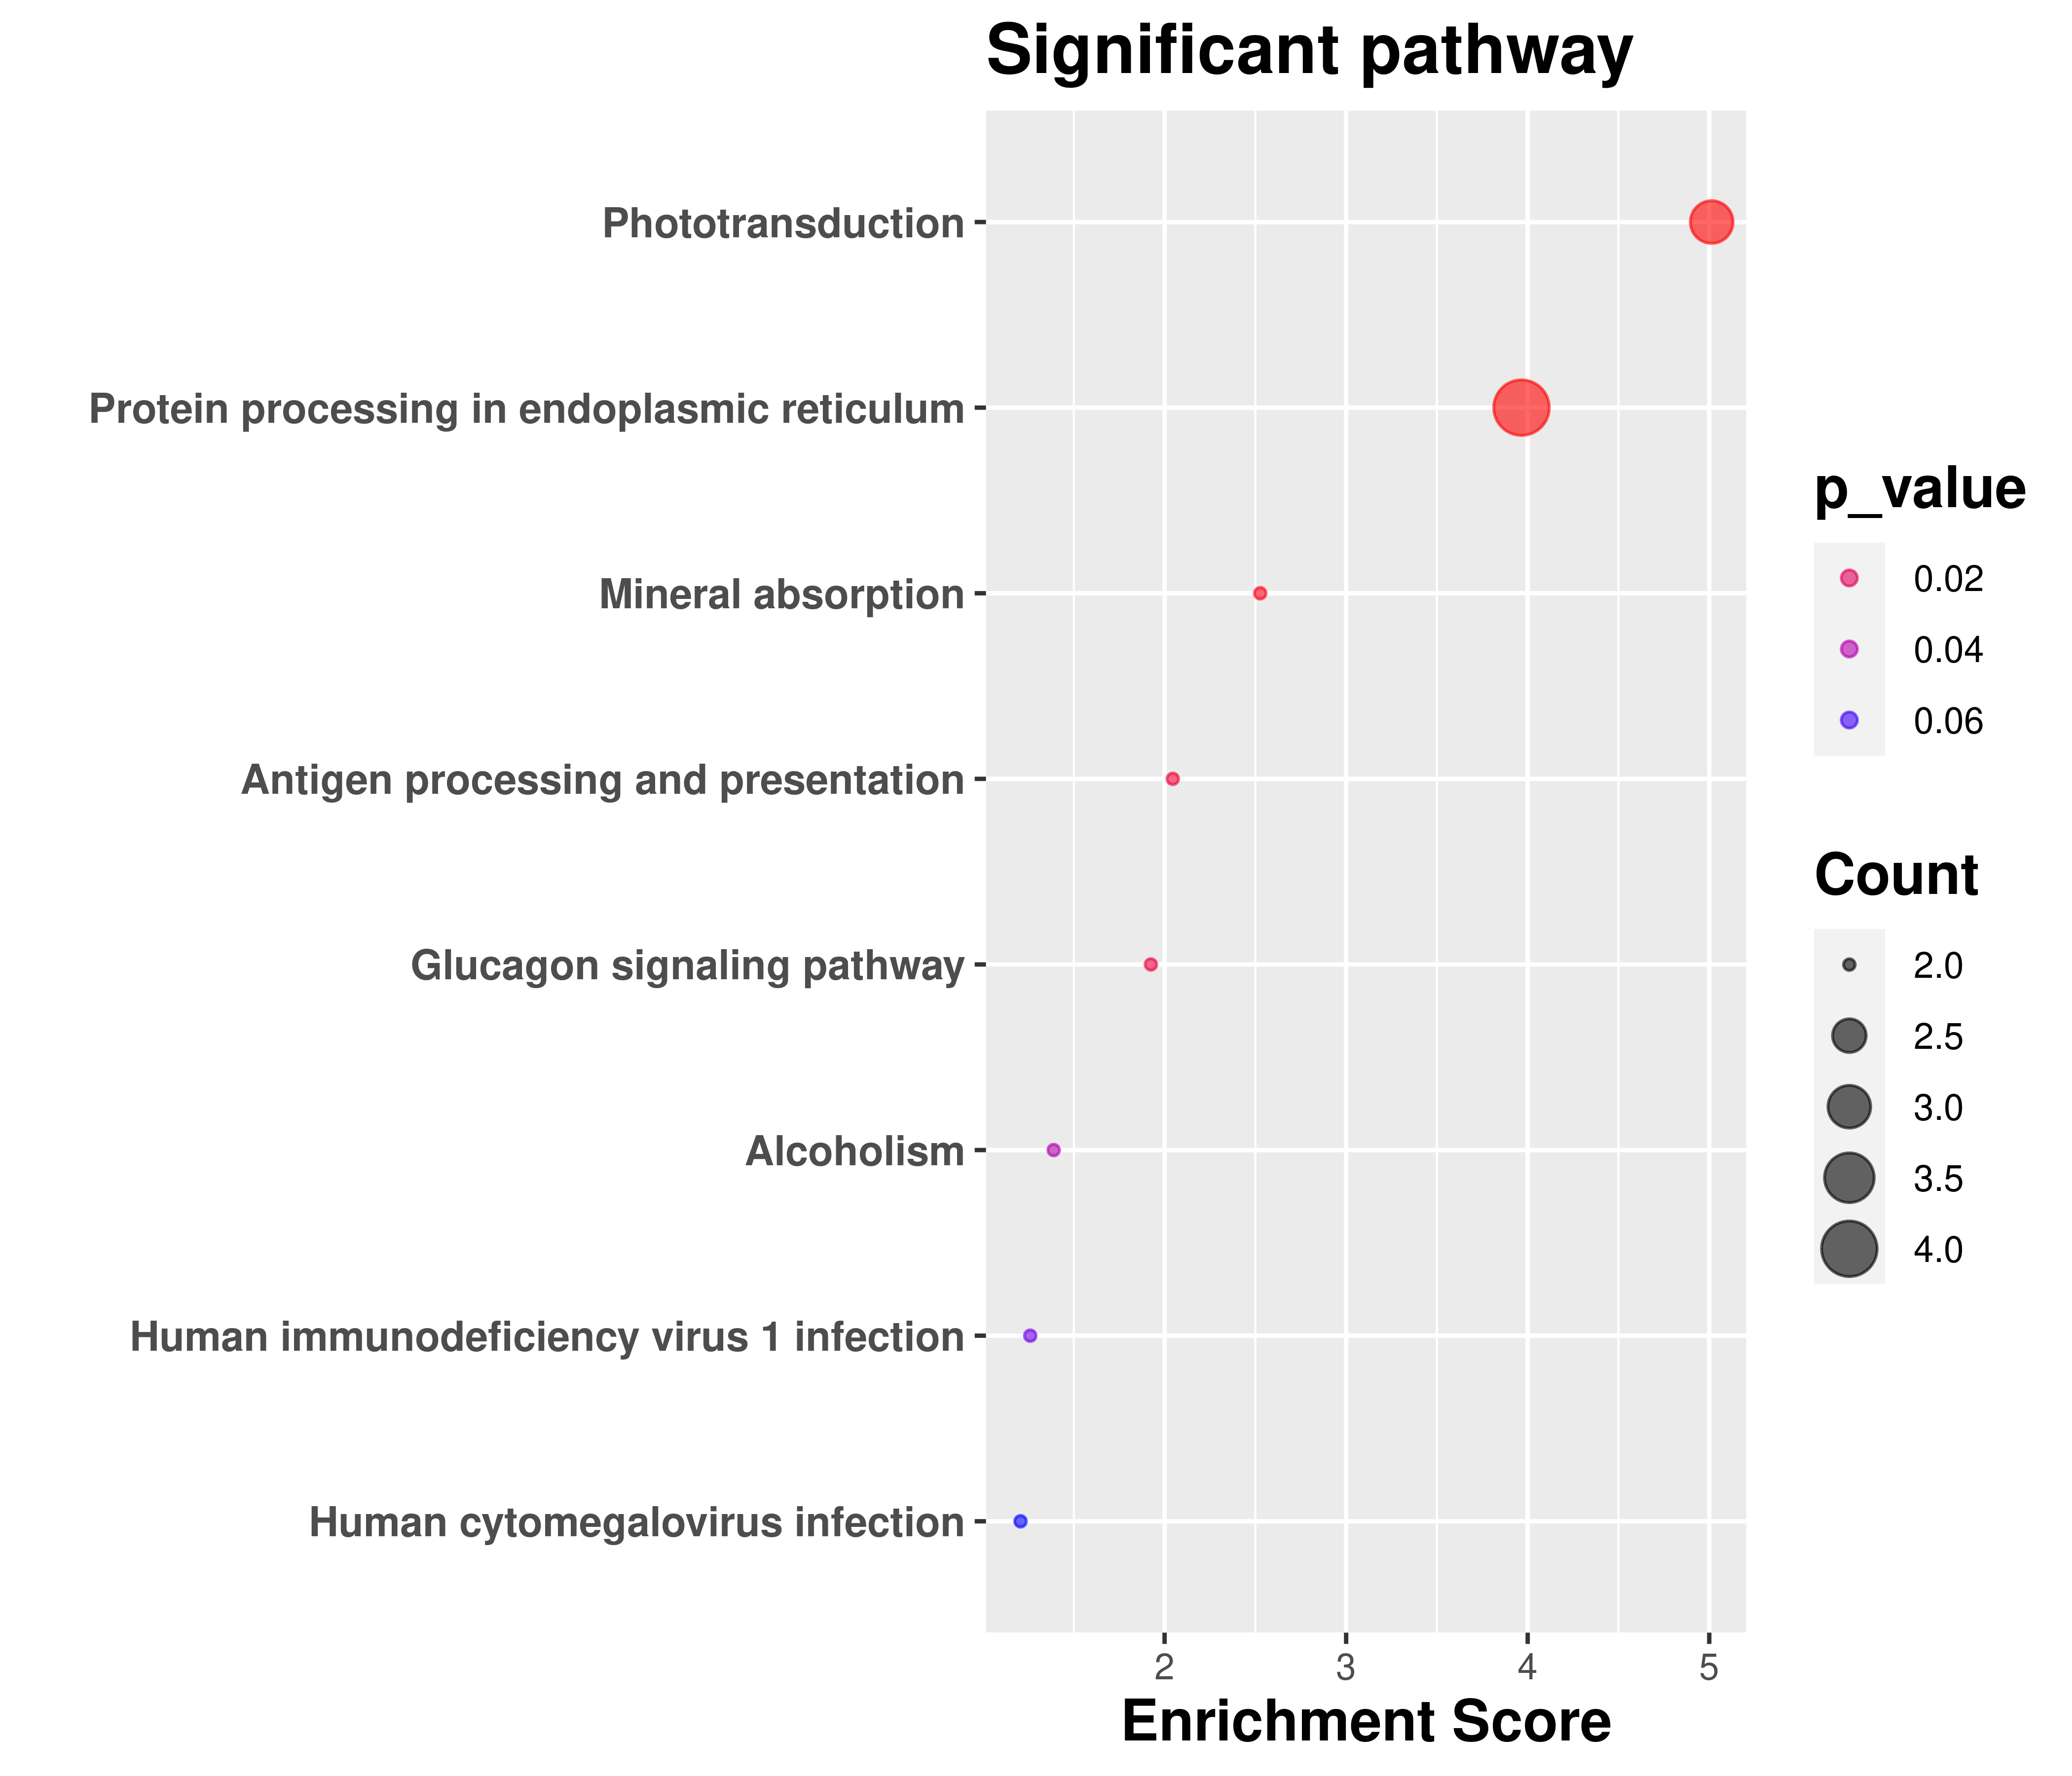 Significant pathway
Phototransduction
Protein processing in endoplasmic reticulum
Mineral absorption
Antigen processing and presentation
Glucagon signaling pathway
Alcoholism
Human immunodeficiency virus 1 infection
Human cytomegalovirus infection
2 3 4 5
Enrichment Score
p_value
0.02
0.04
0.06
Count
2.0
2.5
3.0
3.5
4.0